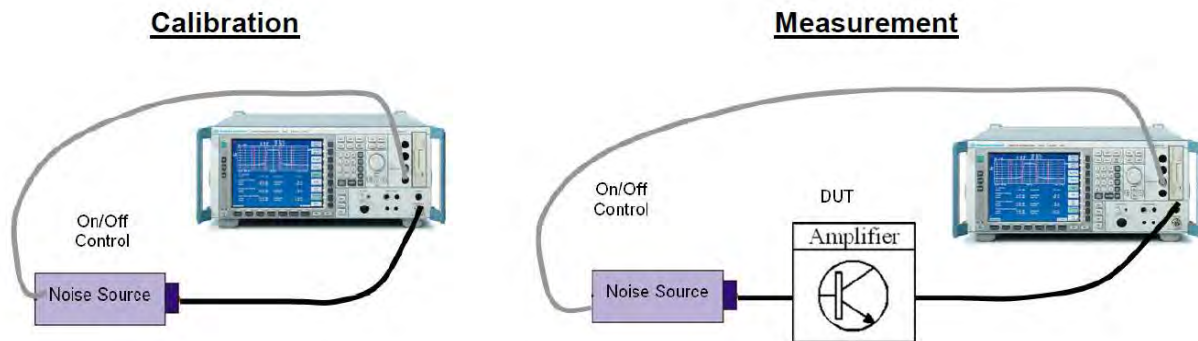 Calibration
Measurement
On/Off
Control
Noise Source
On/Off
Control
DUT
Amplifier
Noise Source